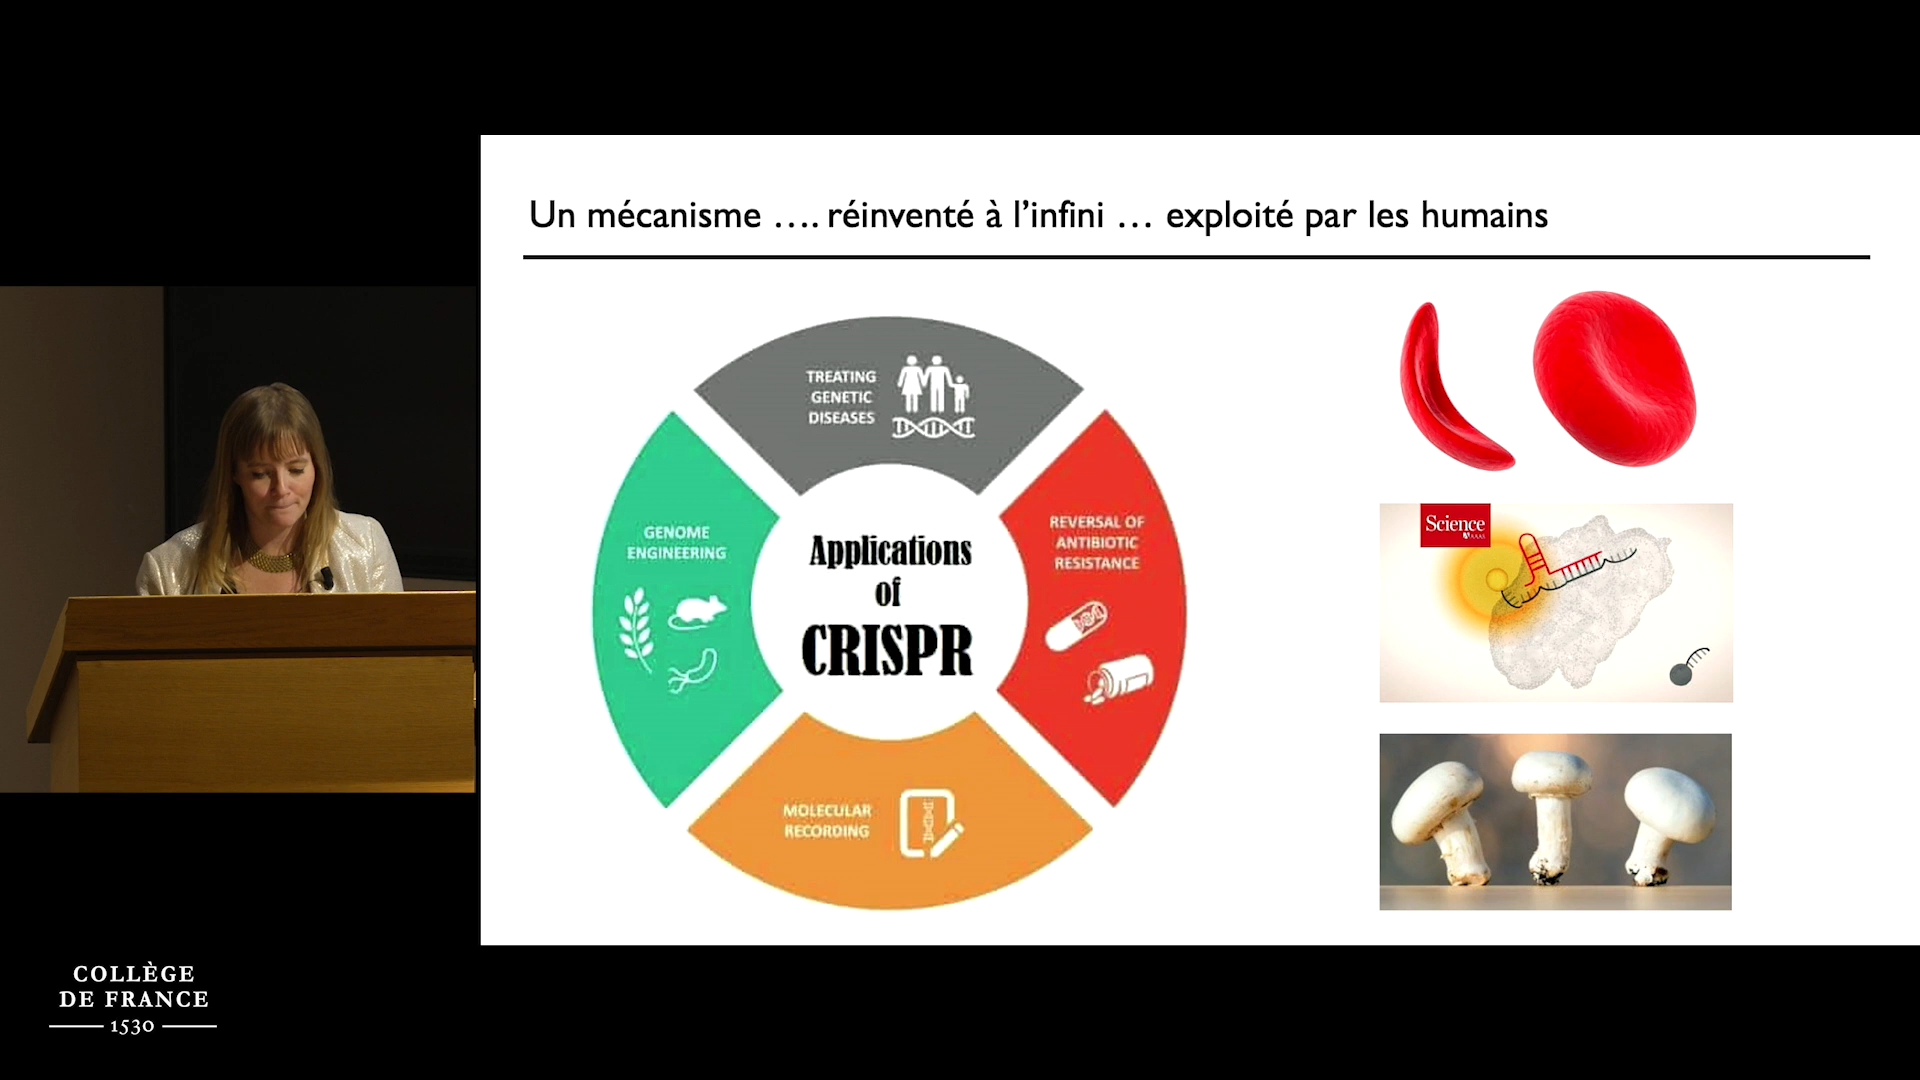 Un mécanisme …. réinventé à l’infini … exploité par les humains
TREATING
GENETIC
DISEASES
GENOME
ENGINEERING
REVERSAL OF
ANTIBIOTIC
RESISTANCE
Applications
of
CRISPR
MOLECULAR
RECORDING
Science
AAAS
COLLÈGE
DE FRANCE
1530